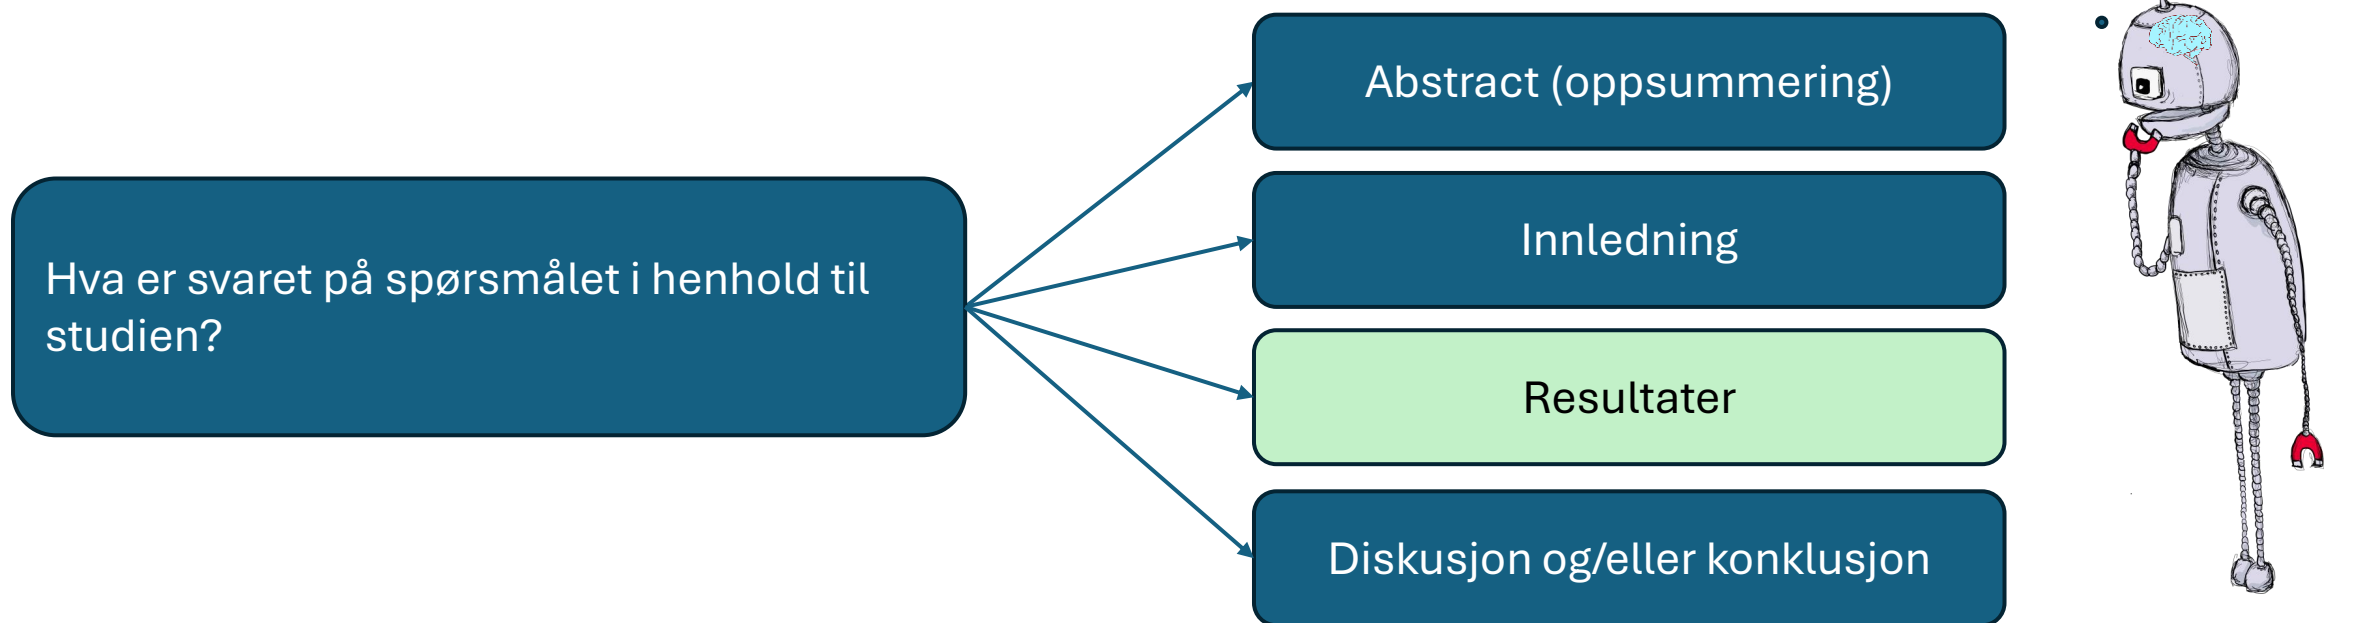 Hva er svaret på spørsmålet i henhold til
studien?
Abstract (oppsummering)
Innledning
Resultater
Diskusjon og/eller konklusjon